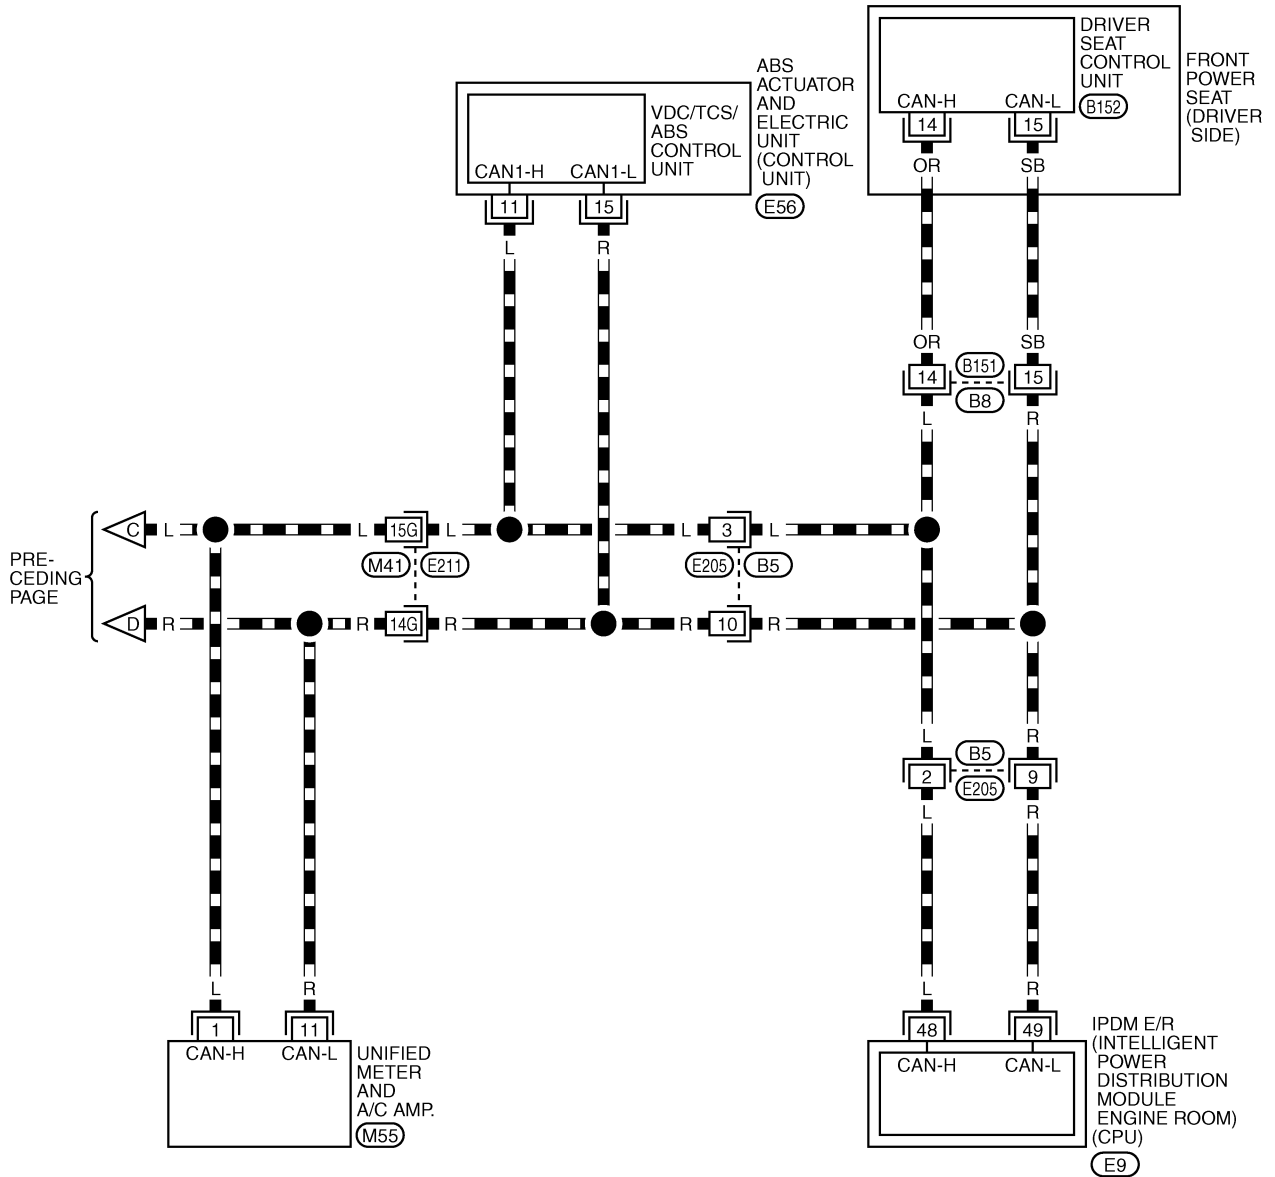 DRIVER
SEAT
CONTROL
UNIT
B152
FRONT
POWER
SEAT
(DRIVER
SIDE)
CAN-H
CAN-L
14
15
OR
SB
ABS
ACTUATOR
AND
ELECTRIC
UNIT
(CONTROL
UNIT)
E56
VDC/TCS/
ABS
CONTROL
UNIT
CAN1-H
CAN1-L
11
15
L
R
OR
SB
14
B151
B8
15
L
R
PRE-
CEDING
PAGE
C
L
L
15G
L
L
3
L
M41
E211
E205
B5
D
R
R
14G
R
R
10
R
L
R
2
B5
E205
9
L
R
L
R
1
11
CAN-H
CAN-L
UNIFIED
METER
AND
A/C AMP.
M55
L
R
48
49
CAN-H
CAN-L
IPDM E/R
(INTELLIGENT
POWER
DISTRIBUTION
MODULE
ENGINE ROOM)
(CPU)
E9